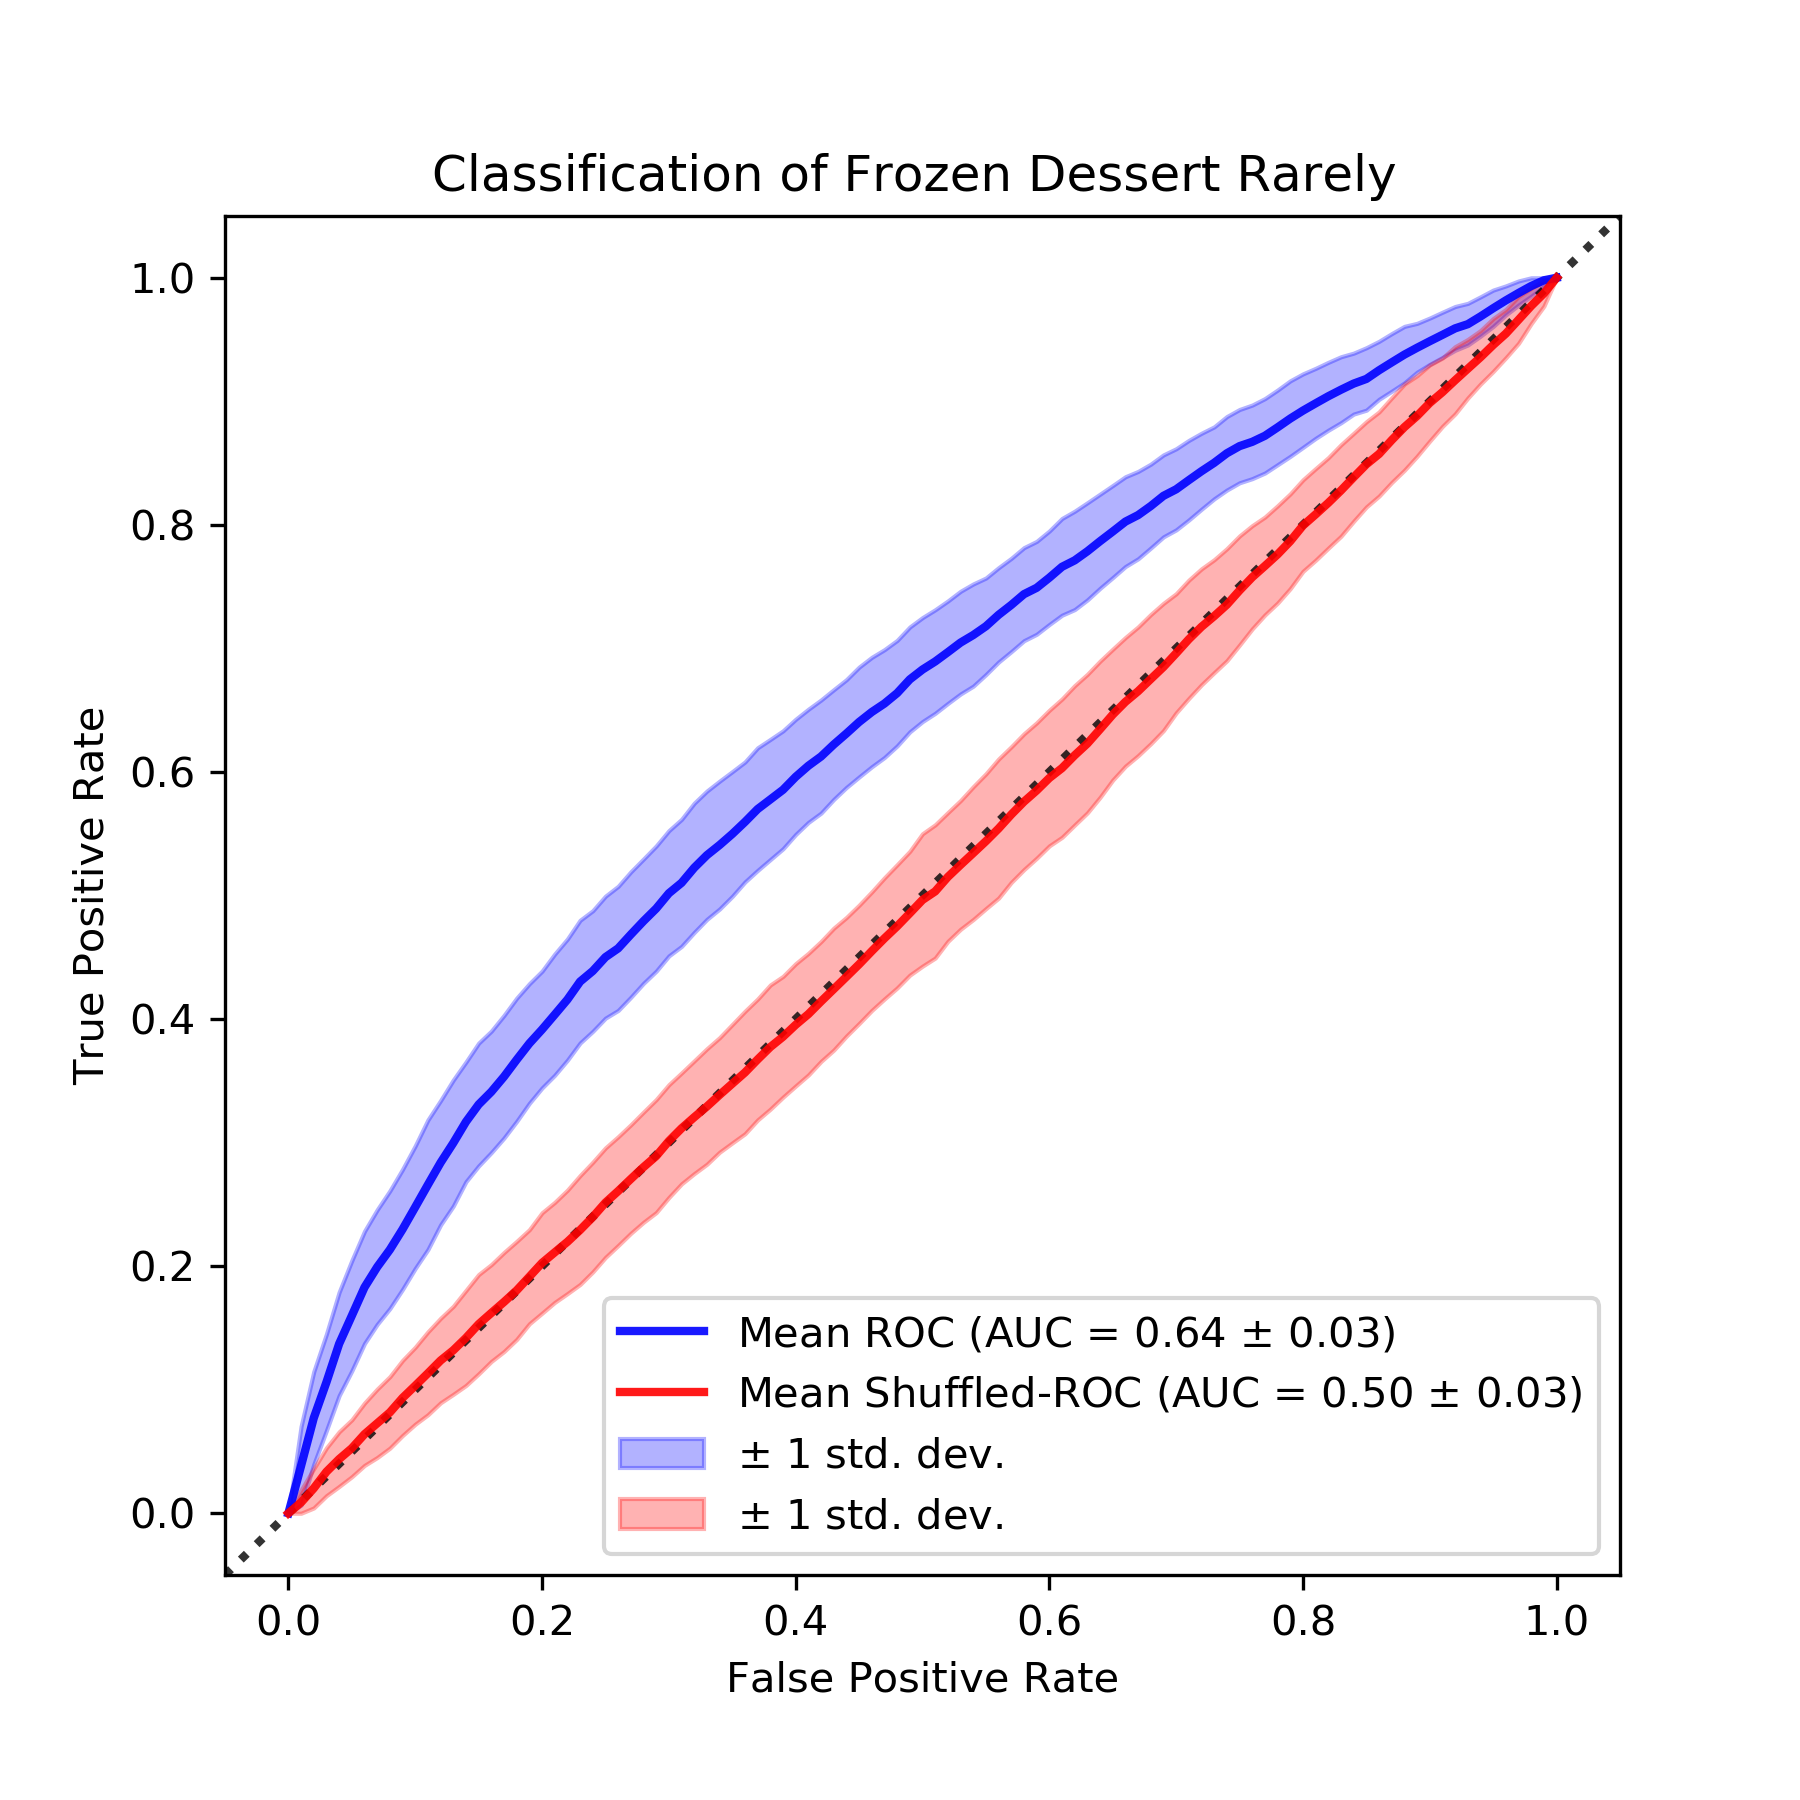 Classification of Frozen Dessert Rarely
True Positive Rate
1.0
0.8
0.6
0.4
0.2
0.0
Mean ROC (AUC = 0.64 ± 0.03)
Mean Shuffled-ROC (AUC = 0.50 ± 0.03)
± 1 std. dev.
± 1 std. dev.
0.0 0.2 0.4 0.6 0.8 1.0
False Positive Rate